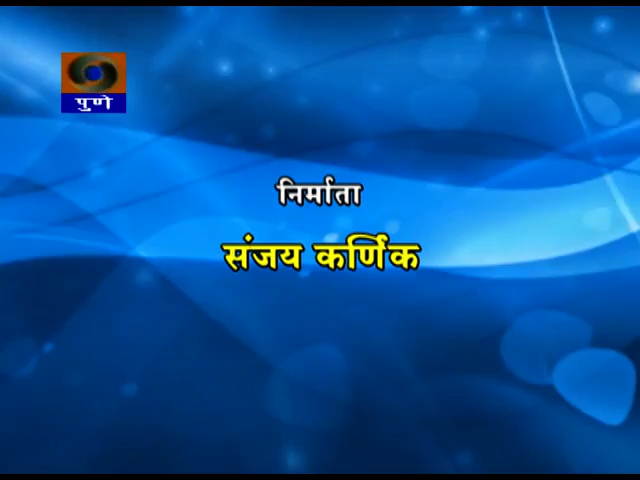 पुणे
निर्माता
संजय कर्णिक